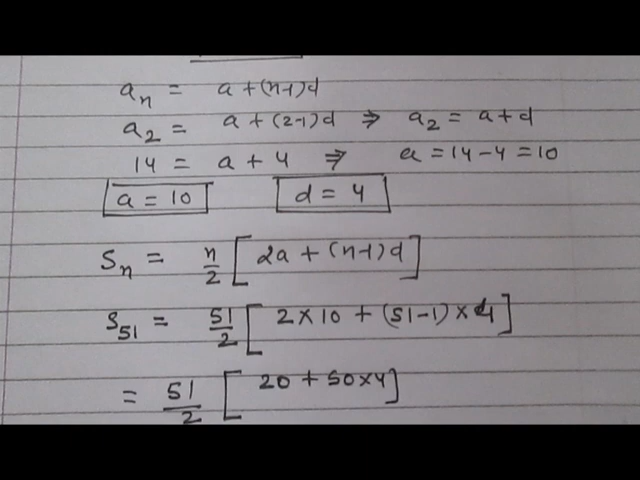 aₙ = a + (n-1)d
a₂ = a + (2-1)d ⇒ a₂ = a + d
14 = a + 4 ⇒ a = 14 - 4 = 10
a = 10 d = 4
Sₙ = n/2 [2a + (n-1)d]
S₅₁ = 51/2 [2 × 10 + (51-1) × 4]
= 51/2 [20 + 50×4]